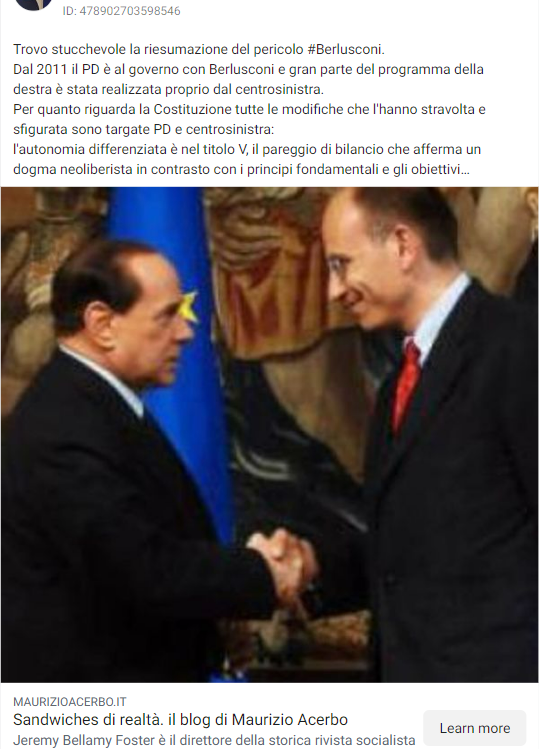 ID: 478902703598546
Trovo stucchevole la riesumazione del pericolo #Berlusconi.
Dal 2011 il PD è al governo con Berlusconi e gran parte del programma della
destra è stata realizzata proprio dal centrosinistra.
Per quanto riguarda la Costituzione tutte le modifiche che l'hanno stravolta e
sfigurata sono targate PD e centrosinistra:
l'autonomia differenziata è nel titolo V, il pareggio di bilancio che afferma un
dogma neoliberista in contrasto con i principi fondamentali e gli obiettivi...
MAURIZIOACERBO.IT
Sandwiches di realtà. il blog di Maurizio Acerbo
Jeremy Bellamy Foster è il direttore della storica rivista socialista
Learn more